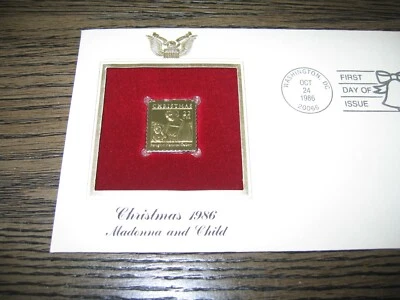 CHRISTMAS
22
WASHINGTON, DC
OCT
24
1986
20066
FIRST
DAY OF
ISSUE
Christmas 1986
Madonna and Child